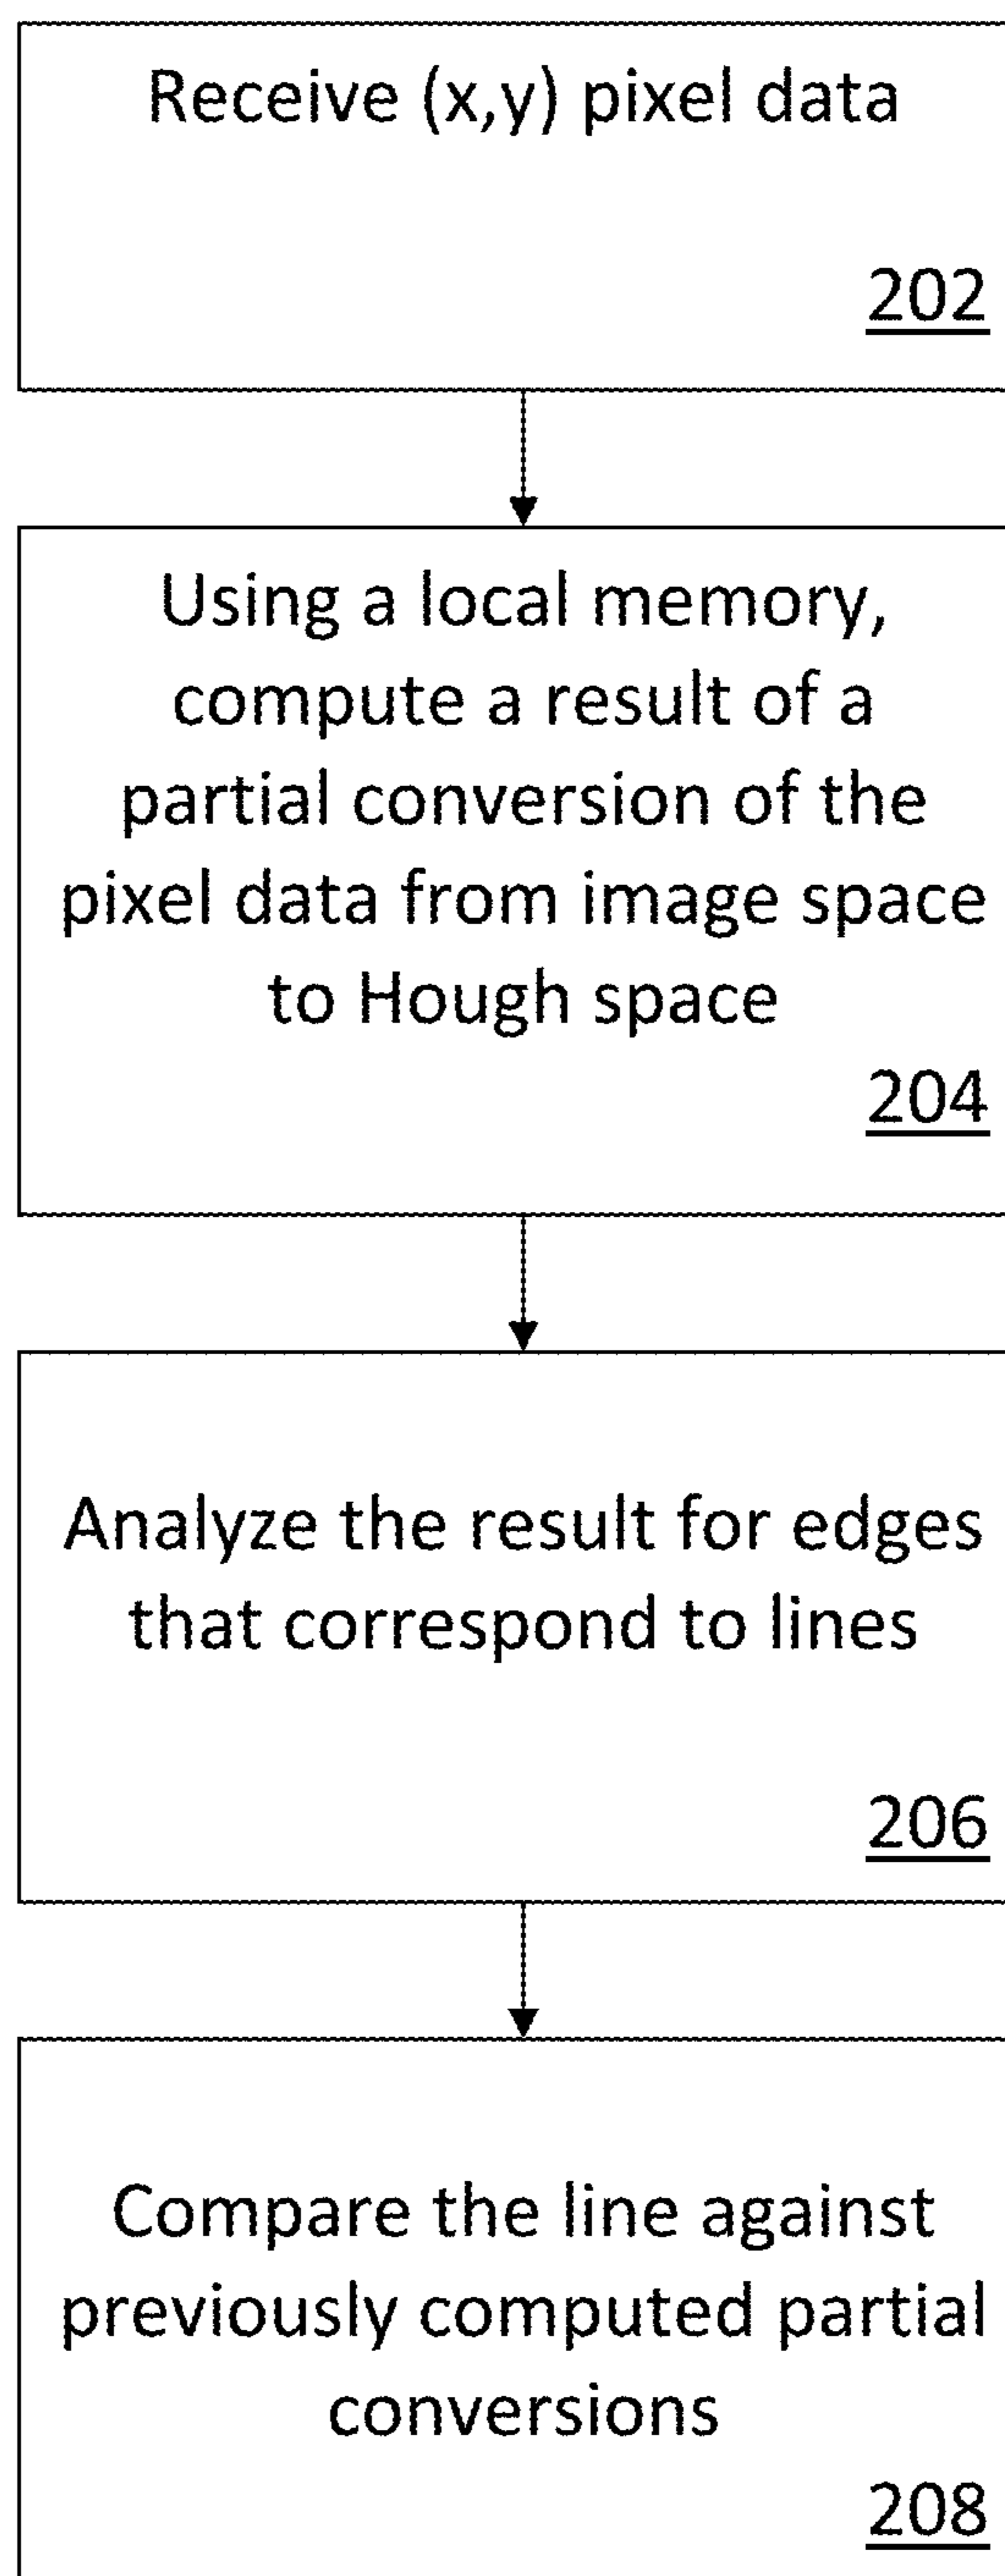 Receive (x,y) pixel data
202
Using a local memory,
compute a result of a
partial conversion of the
pixel data from image space
to Hough space
204
Analyze the result for edges
that correspond to lines
206
Compare the line against
previously computed partial
conversions
208